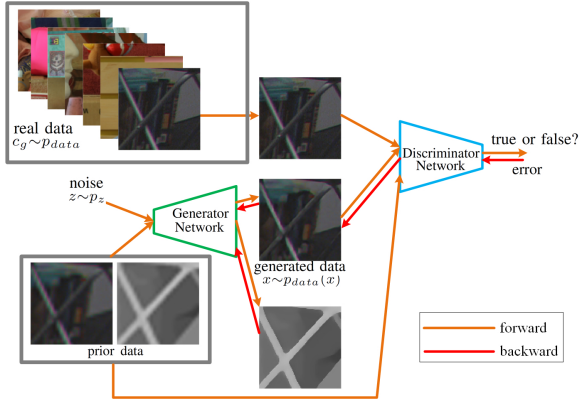 real data
c_g∼p_data
true or false?
Discriminator
Network
error
noise
z∼p_z
Generator
Network
generated data
x∼p_data(x)
prior data
forward
backward